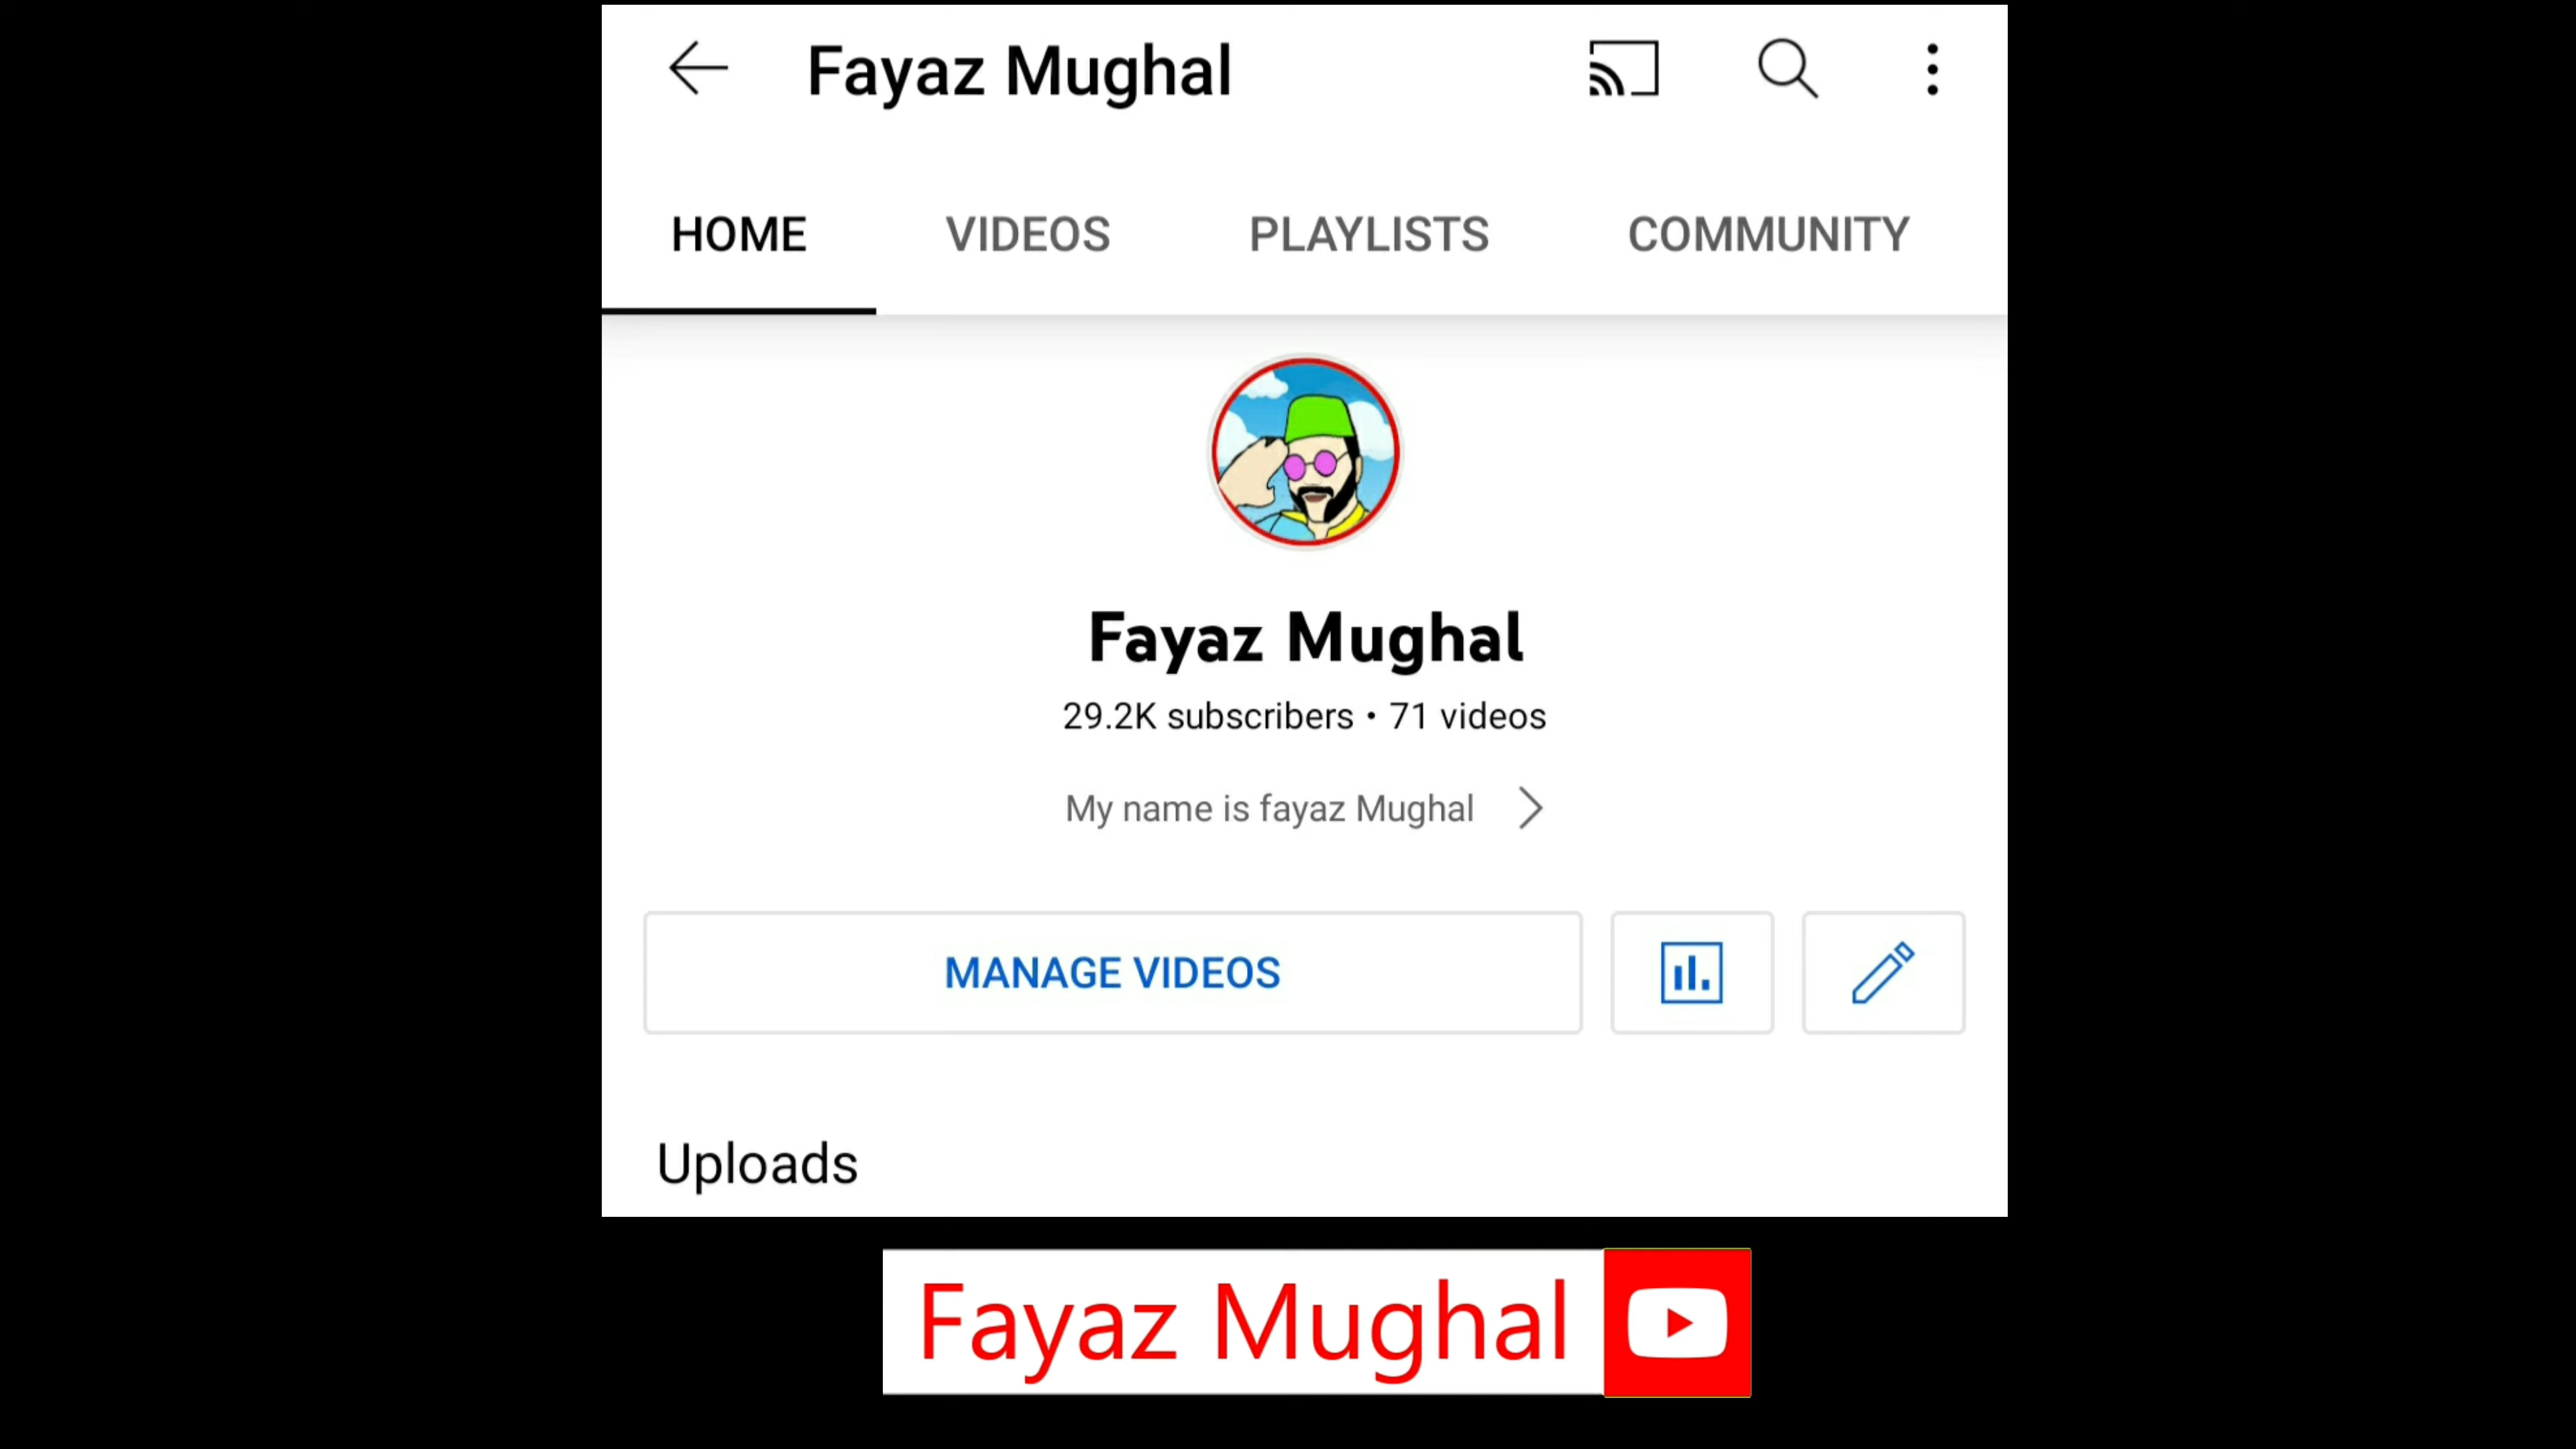 Fayaz Mughal
HOME VIDEOS PLAYLISTS COMMUNITY
Fayaz Mughal
29.2K subscribers • 71 videos
My name is fayaz Mughal
MANAGE VIDEOS
Uploads
Fayaz Mughal